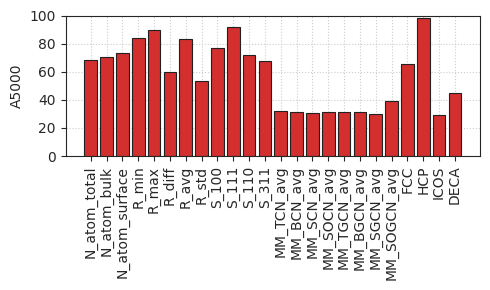 100
80
60
40
20
0
A5000
N_atom_total
N_atom_bulk
N_atom_surface
R_min
R_max
R_diff
R_avg
R_std
S_100
S_111
S_110
S_311
MM_TCN_avg
MM_BCN_avg
MM_SCN_avg
MM_SOCN_avg
MM_TGCN_avg
MM_BGCN_avg
MM_SGCN_avg
MM_SOGCN_avg
FCC
HCP
ICOS
DECA